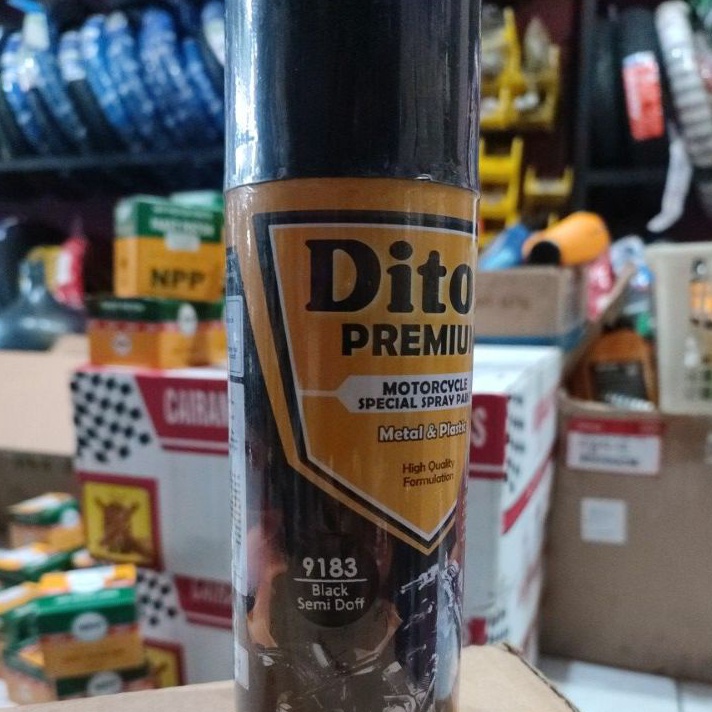 Dito
PREMIU
MOTORCYCLE
SPECIAL SPRAY PA
Metal & Plastic
High Quality
Formulation
9183
Black
Semi Doff
NPP
CAIRAN